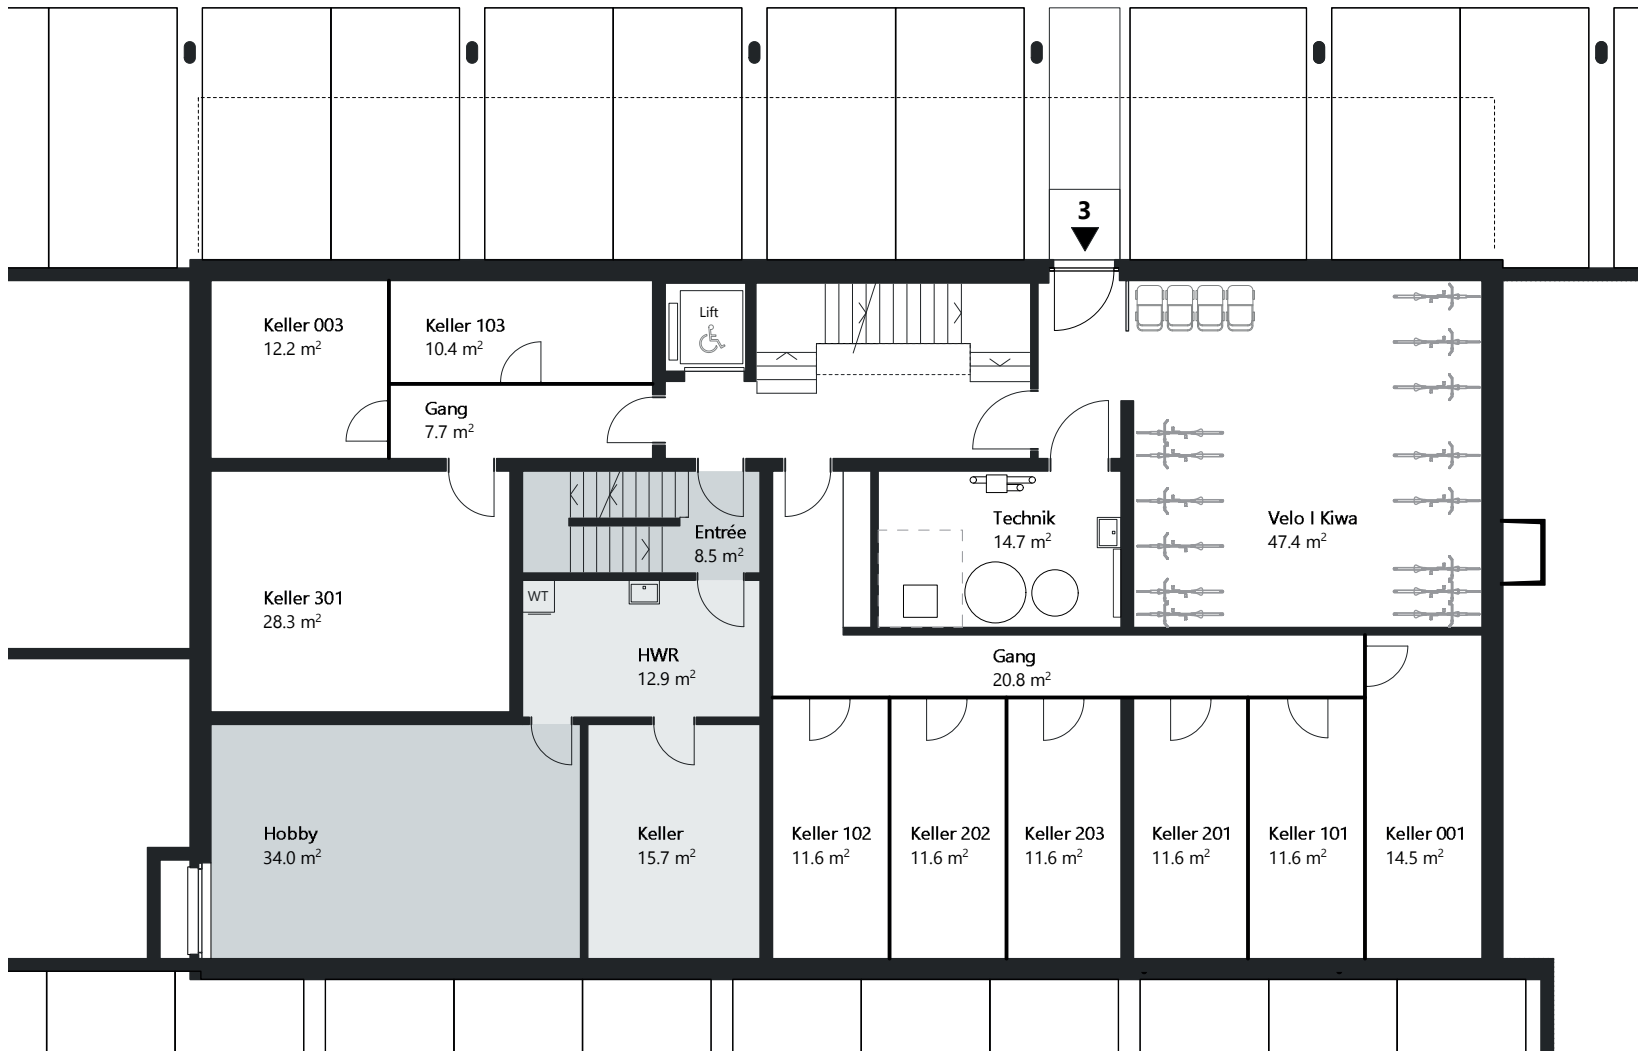 3
Lift
Keller 003
12.2 m²
Keller 103
10.4 m²
Gang
7.7 m²
Technik
14.7 m²
Velo I Kiwa
47.4 m²
Entrée
8.5 m²
Keller 301
28.3 m²
WT
HWR
12.9 m²
Gang
20.8 m²
Hobby
34.0 m²
Keller
15.7 m²
Keller 102
11.6 m²
Keller 202
11.6 m²
Keller 203
11.6 m²
Keller 201
11.6 m²
Keller 101
11.6 m²
Keller 001
14.5 m²